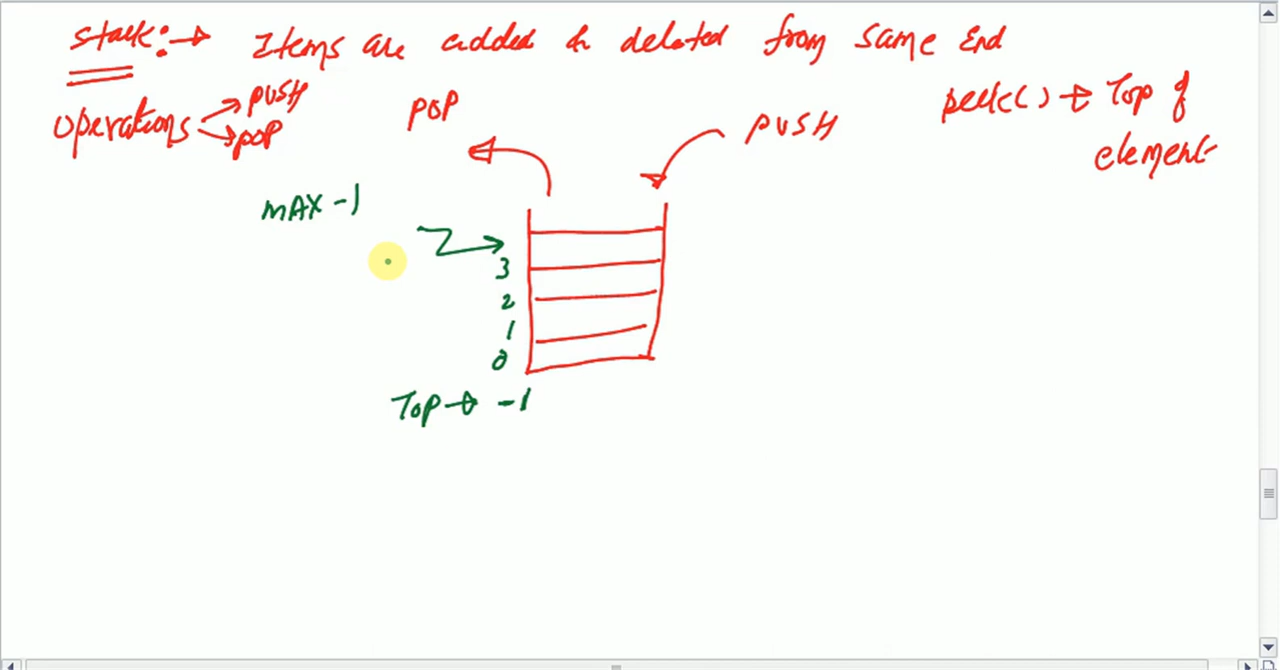 Stack:→ Items are added & deleted from same End
operations → PUSH
→ POP
POP
PUSH
peek() → Top of
element
MAX -1
3
2
1
0
Top → -1